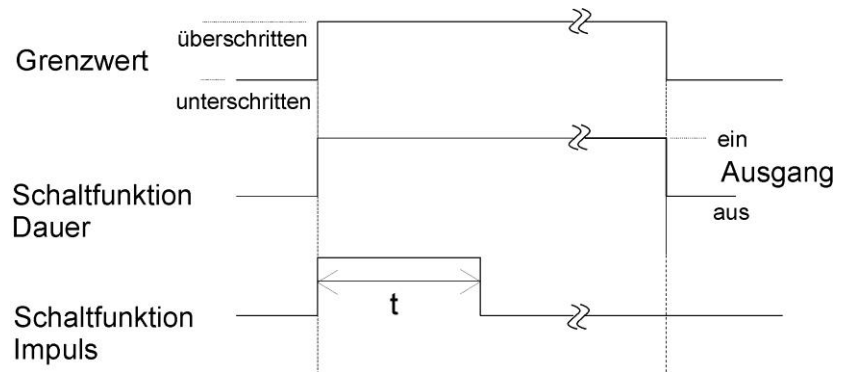 überschritten
Grenzwert
unterschritten
ein
Ausgang
aus
Schaltfunktion
Dauer
t
Schaltfunktion
Impuls